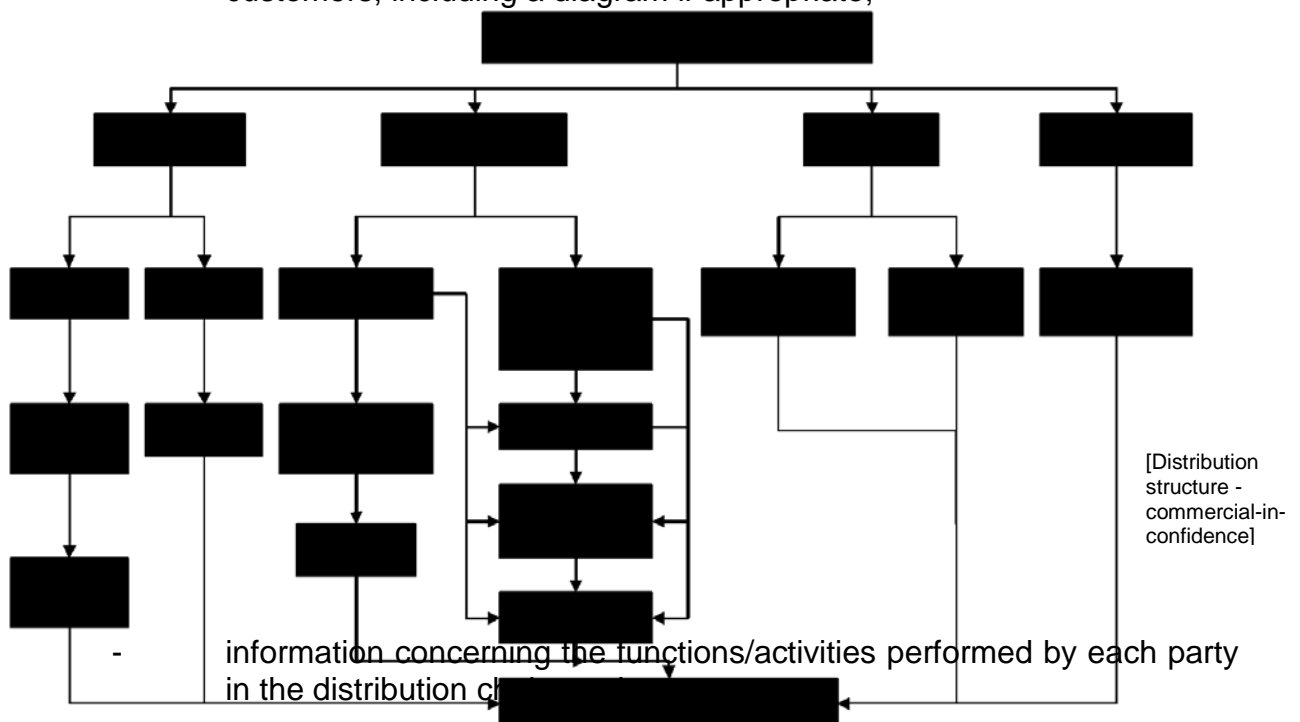 customers, including a diagram if appropriate;
[Distribution
structure -
commercial-in-
confidence]
- information concerning the functions/activities performed by each party
in the distribution